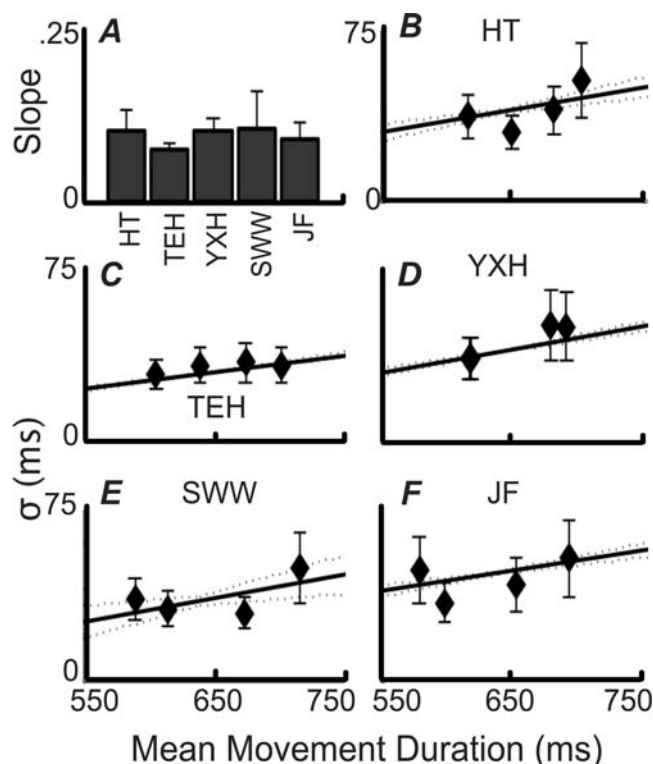 A
.25
Slope
0
HT
TEH
YXH
SWW
JF
B
HT
75
0
C
75
TEH
0
D
YXH
E
SWW
75
σ (ms)
0
550
650
750
F
JF
550
650
750
Mean Movement Duration (ms)